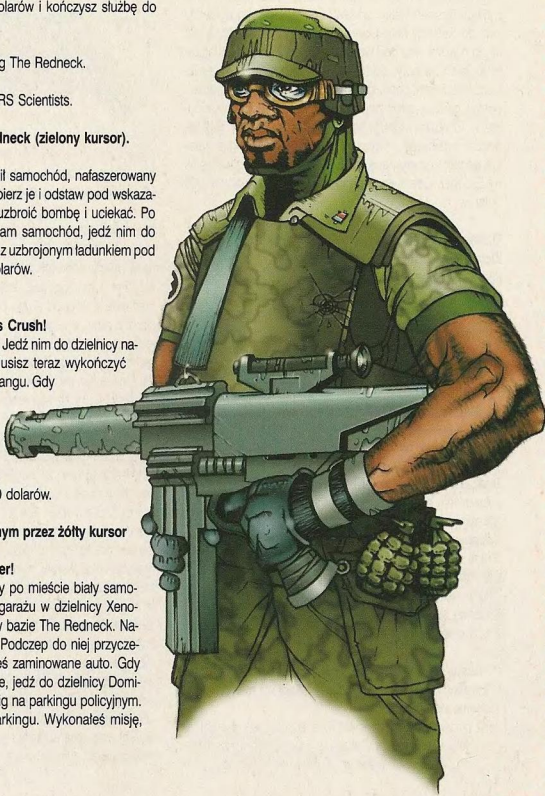 olarów i kończysz służbę do
g The Redneck.
RS Scientists.
dneck (zielony kursor).
ił samochód, nafaszerowany
bierz je i odstaw pod wskaza-
uzbroić bombę i uciekać. Po
am samochód, jedź nim do
z uzbrojonym ładunkiem pod
olarów.
s Crush!
Jedź nim do dzielnicy na-
usisz teraz wykończyć
angu. Gdy
0 dolarów.
nym przez żółty kursor
er!
y po mieście biały samo-
garażu w dzielnicy Xeno-
w bazie The Redneck. Na-
Podczep do niej przycze-
eś zaminowane auto. Gdy
e, jedź do dzielnicy Domi-
ig na parkingu policyjnym.
arkingu. Wykonałeś misję,